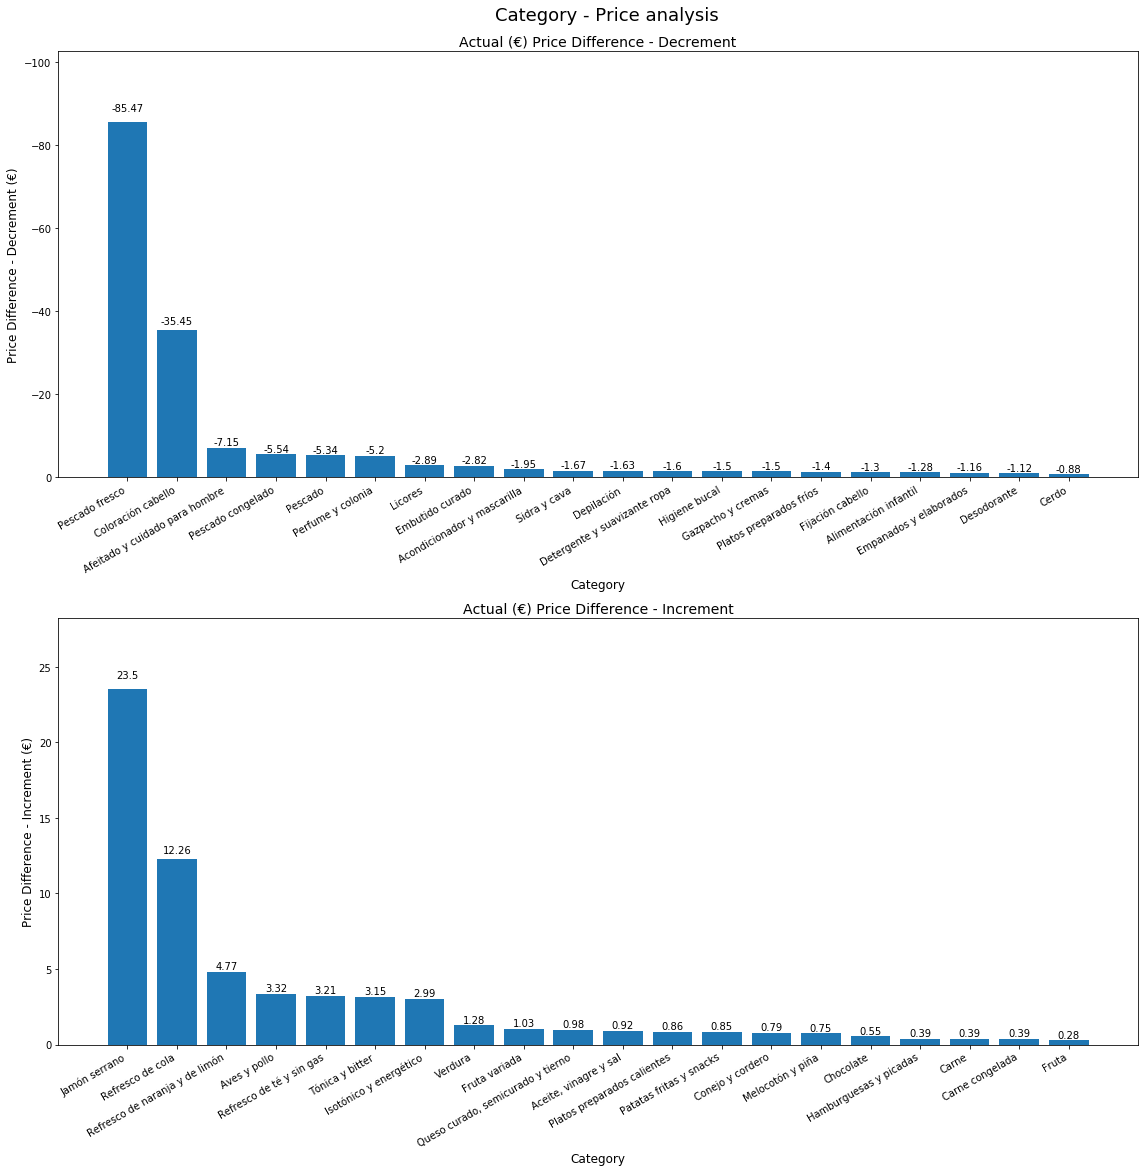 Category - Price analysis
Actual (€) Price Difference - Decrement
Price Difference - Decrement (€)
−100
−80
−60
−40
−20
0
-85.47
-35.45
-7.15
-5.54
-5.34
-5.2
-2.89
-2.82
-1.95
-1.67
-1.63
-1.6
-1.5
-1.5
-1.4
-1.3
-1.28
-1.16
-1.12
-0.88
Pescado fresco
Coloración cabello
Afeitado y cuidado para hombre
Pescado congelado
Pescado
Perfume y colonia
Licores
Embutido curado
Acondicionador y mascarilla
Sidra y cava
Depilación
Detergente y suavizante ropa
Higiene bucal
Gazpacho y cremas
Platos preparados fríos
Fijación cabello
Alimentación infantil
Empanados y elaborados
Desodorante
Cerdo
Category
Actual (€) Price Difference - Increment
Price Difference - Increment (€)
25
20
15
10
5
0
23.5
12.26
4.77
3.32
3.21
3.15
2.99
1.28
1.03
0.98
0.92
0.86
0.85
0.79
0.75
0.55
0.39
0.39
0.39
0.28
Jamón serrano
Refresco de cola
Refresco de naranja y de limón
Aves y pollo
Refresco de té y sin gas
Tónica y bitter
Isotónico y energético
Verdura
Fruta variada
Queso curado, semicurado y tierno
Aceite, vinagre y sal
Platos preparados calientes
Patatas fritas y snacks
Conejo y cordero
Melocotón y piña
Chocolate
Hamburguesas y picadas
Carne
Carne congelada
Fruta
Category